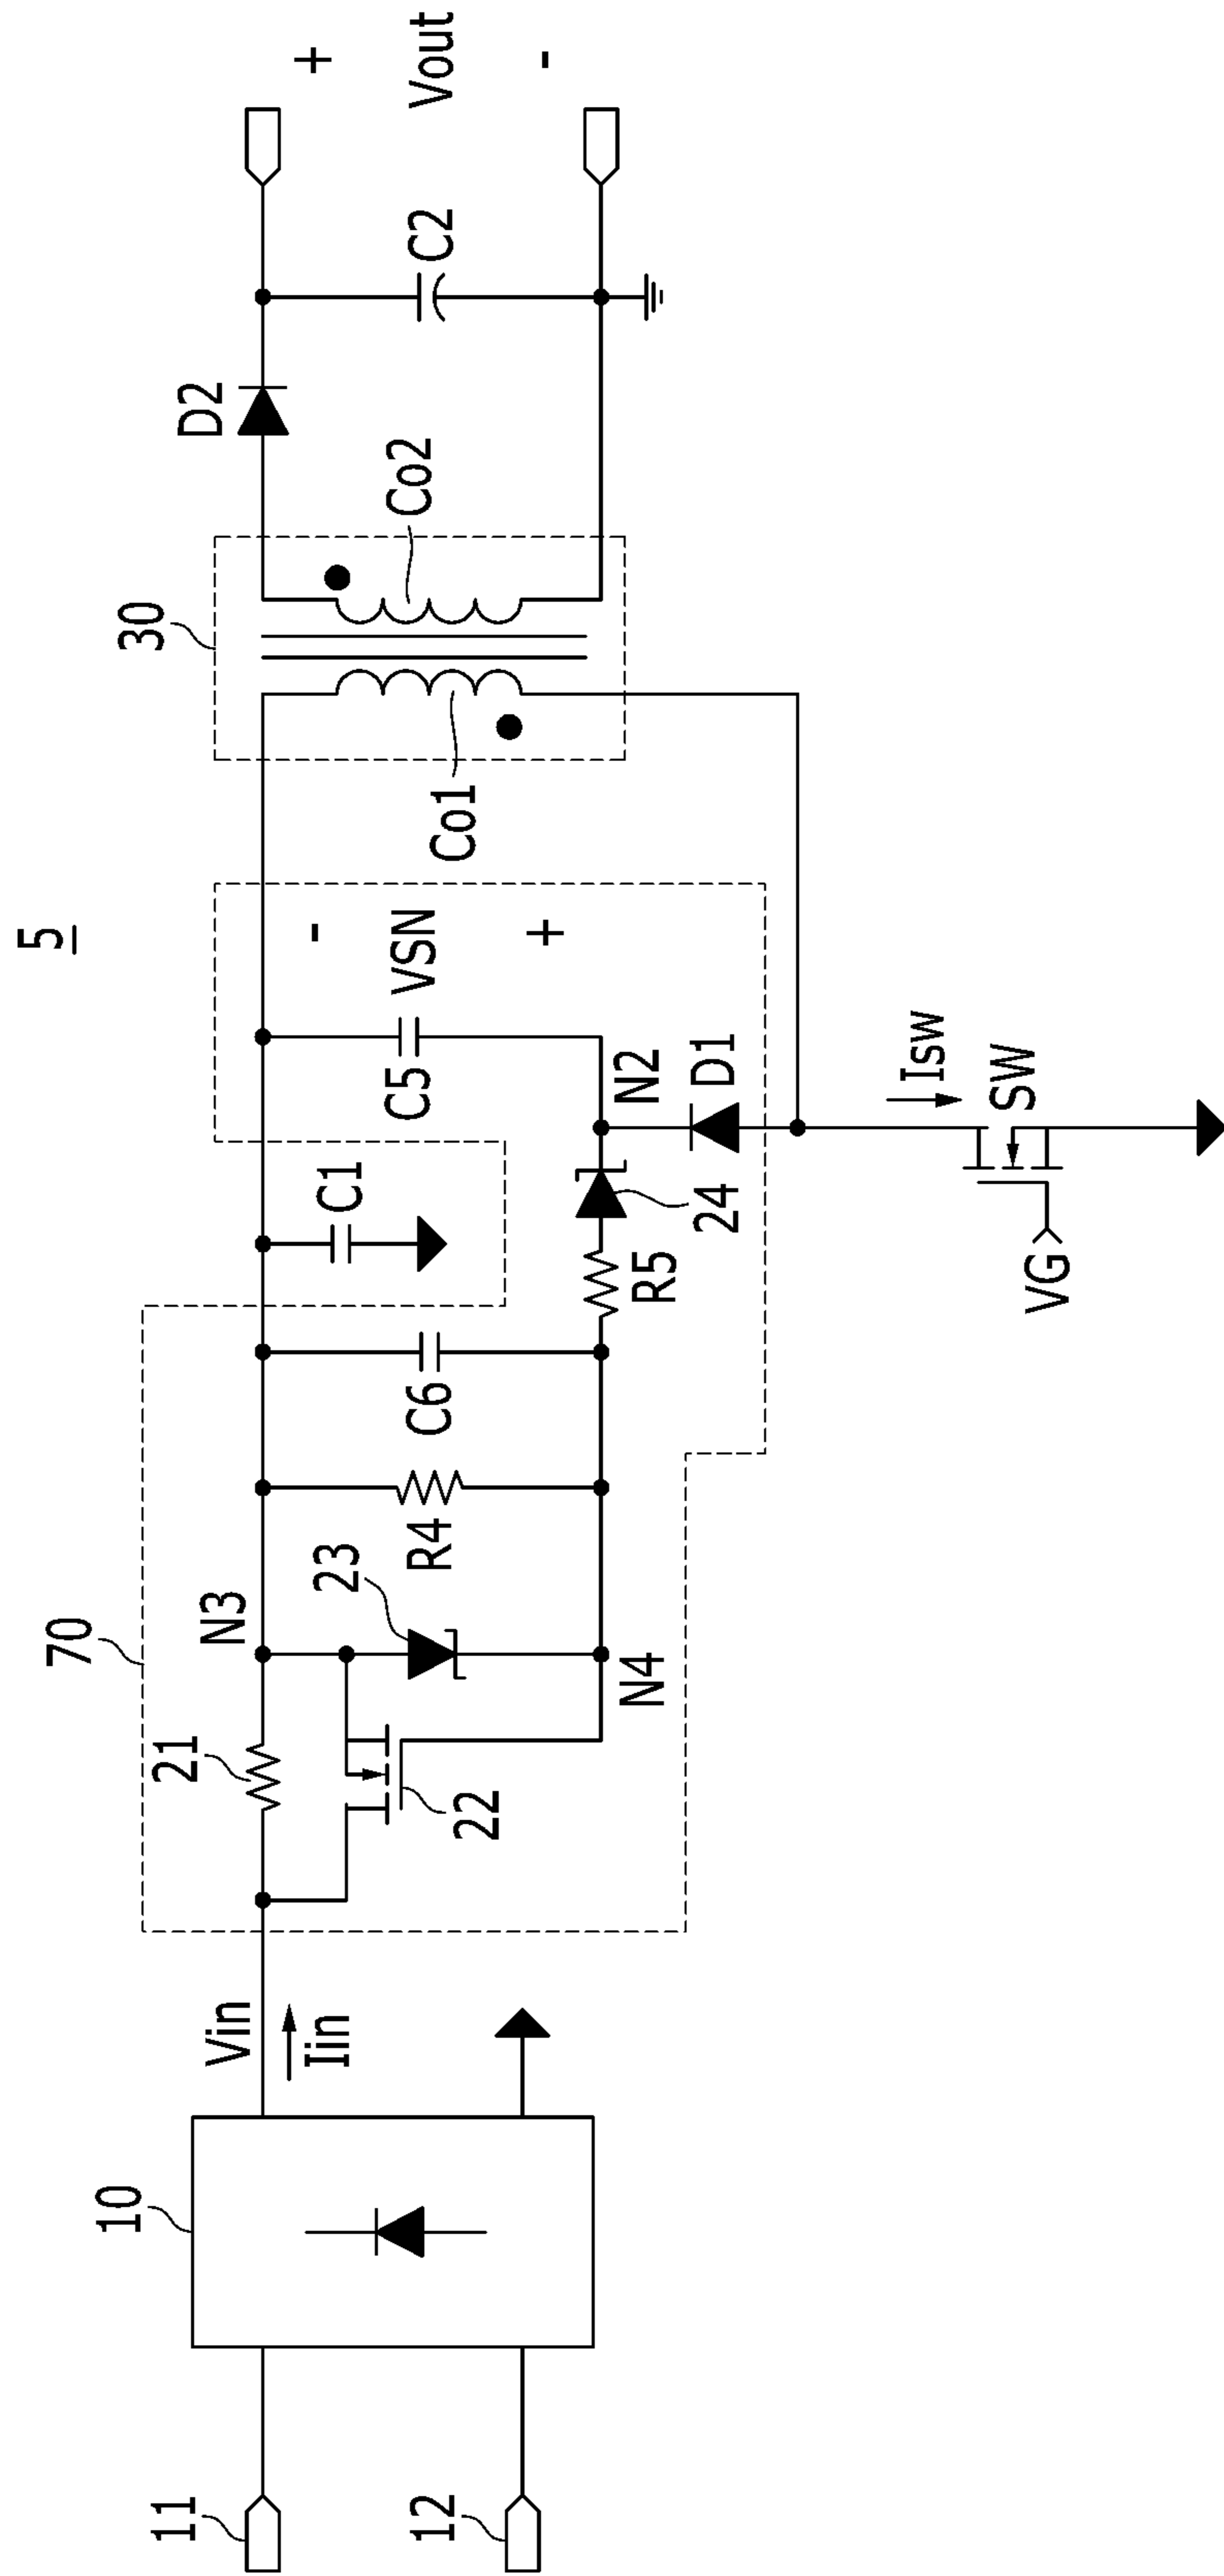 5
11
12
10
Vin
Iin
70
21
22
N3
23
N4
R4
C6
C1
R5
24
C5
VSN
-
+
N2
D1
Isw
SW
VG
30
Co1
Co2
D2
C2
+
Vout
-